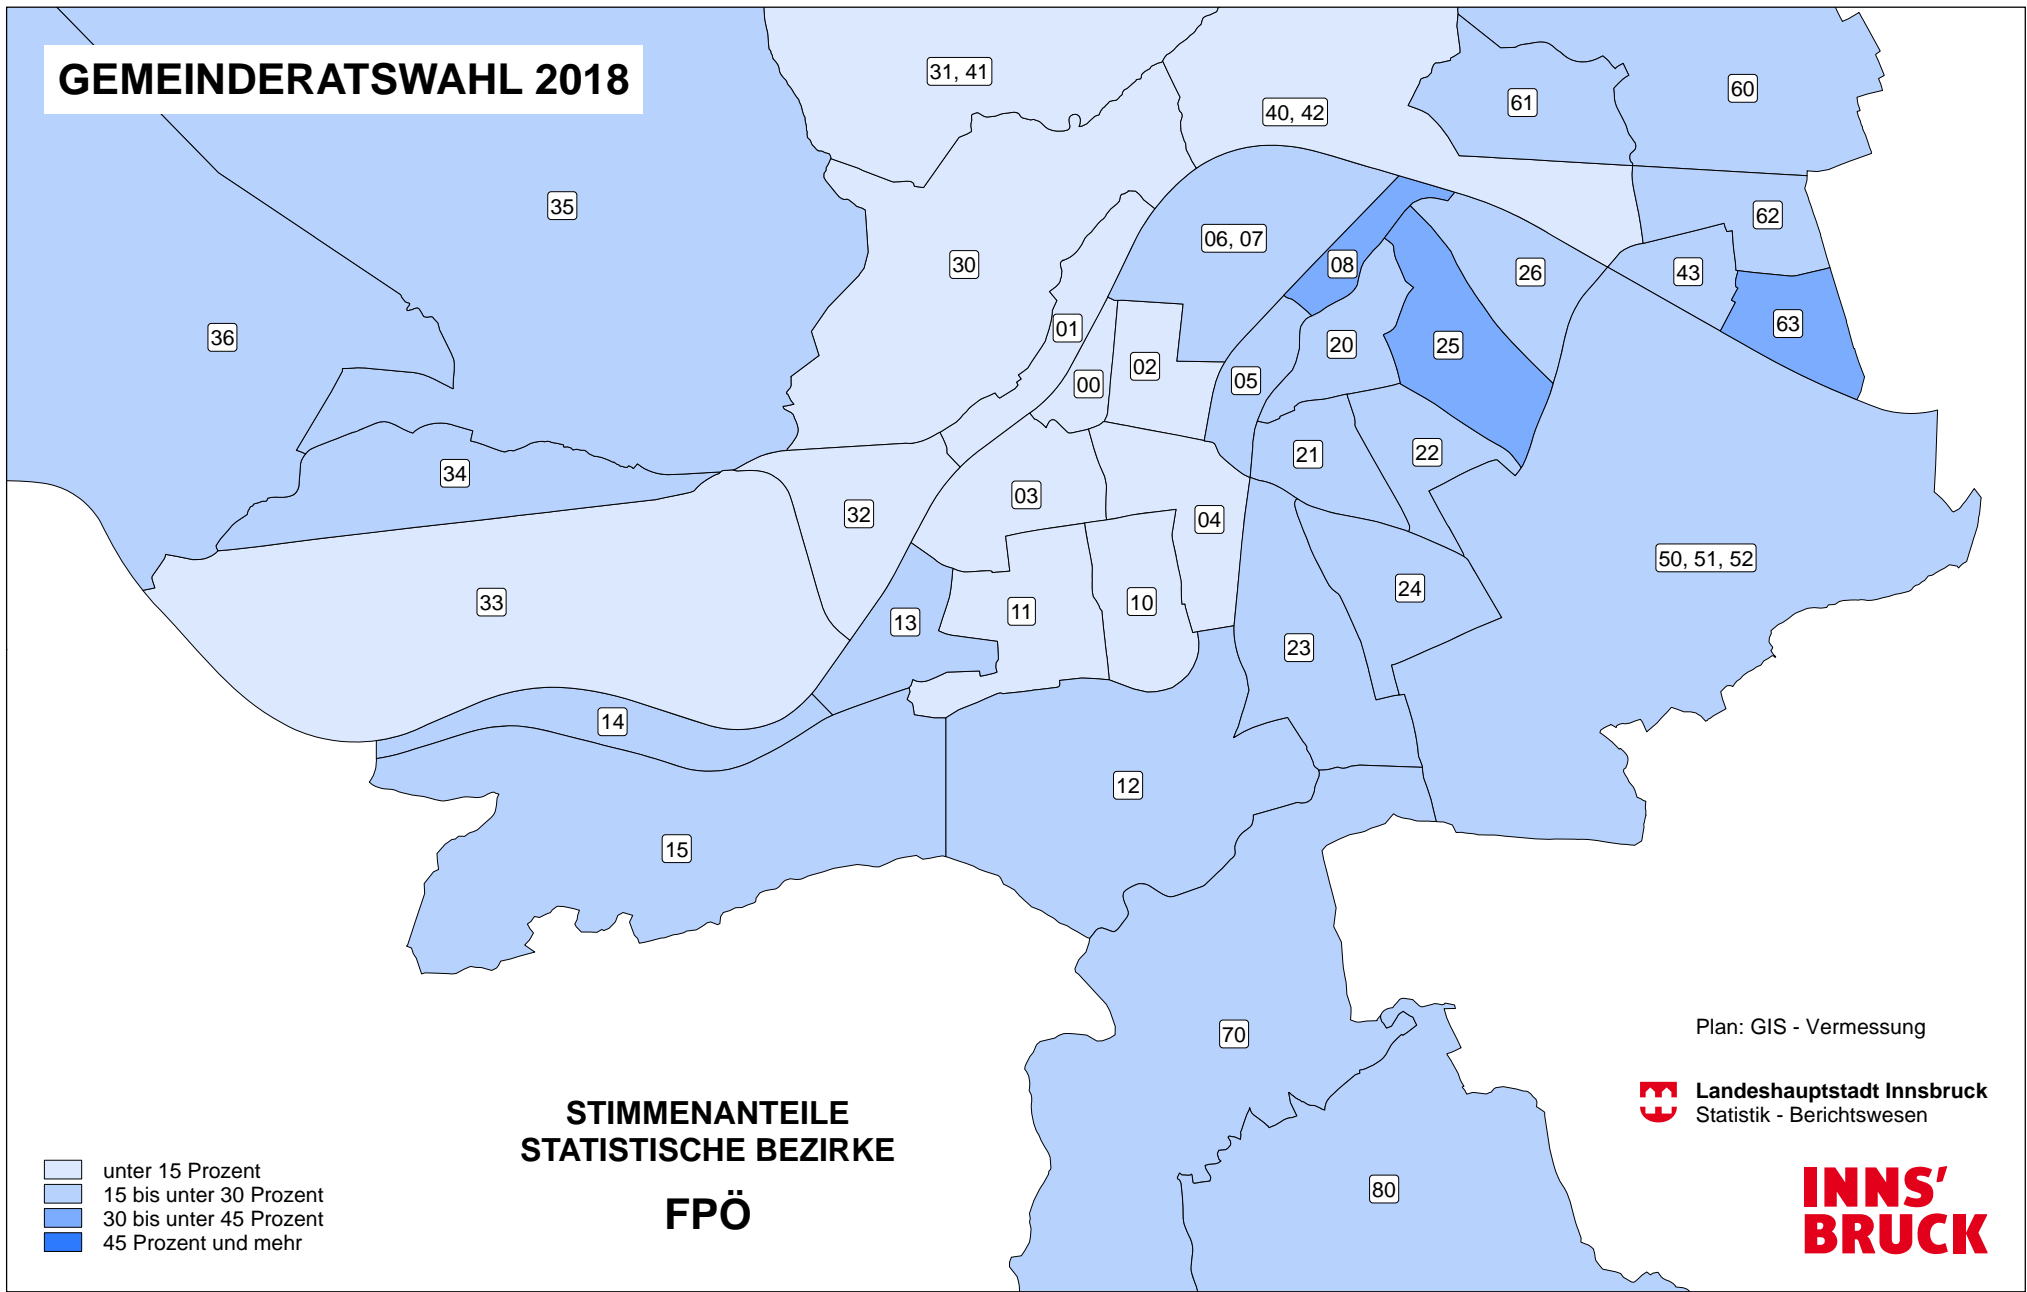 GEMEINDERATSWAHL 2018
31, 41
60
61
40, 42
35
62
06, 07
30
08
26
43
63
01
36
20
25
02
00
05
22
21
34
03
32
04
50, 51, 52
24
33
10
11
13
23
14
12
15
70
80
Plan: GIS - Vermessung
Landeshauptstadt Innsbruck
Statistik - Berichtswesen
STIMMENANTEILE
STATISTISCHE BEZIRKE
FPÖ
unter 15 Prozent
15 bis unter 30 Prozent
30 bis unter 45 Prozent
45 Prozent und mehr
INNS'
BRUCK